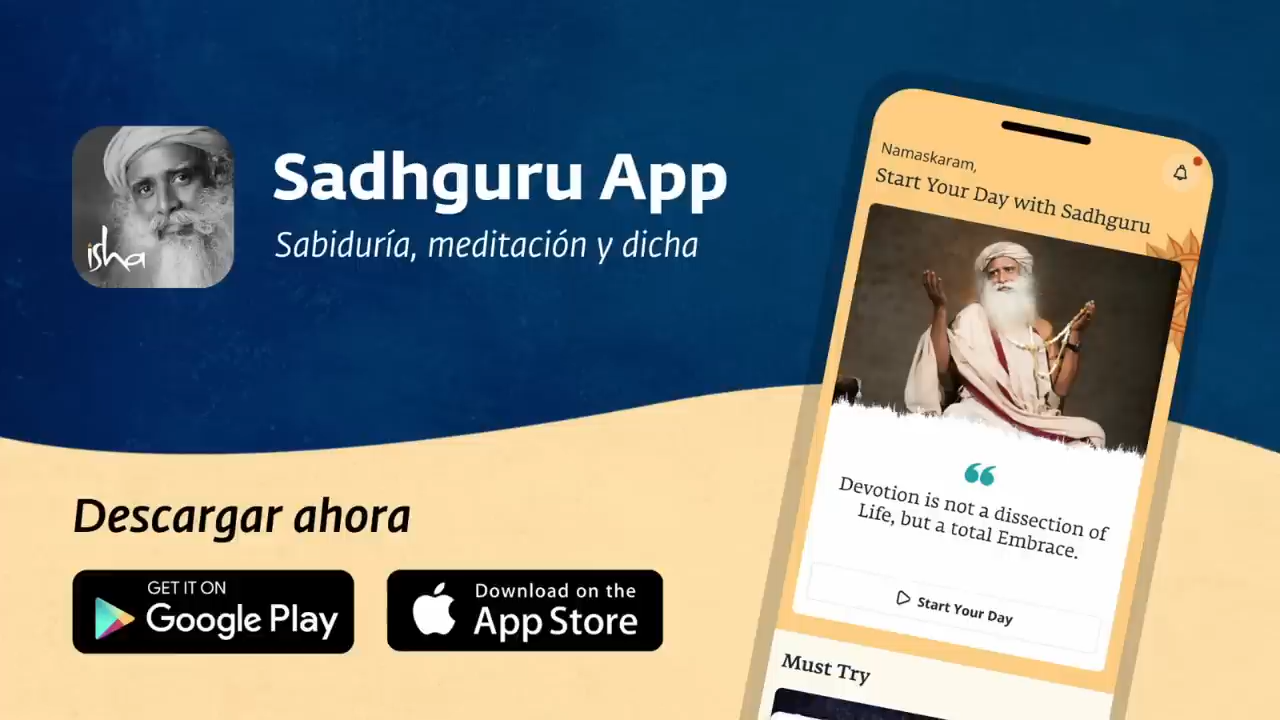 isha
Sadhguru App
Sabiduría, meditación y dicha
Descargar ahora
GET IT ON
Google Play
Download on the
App Store
Namaskaram,
Start Your Day with Sadhguru
Devotion is not a dissection of
Life, but a total Embrace.
Start Your Day
Must Try